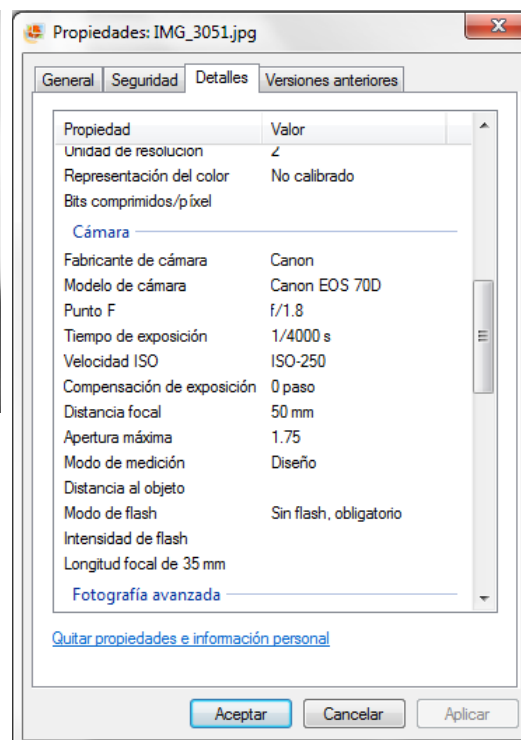 Propiedades: IMG_3051.jpg
General Seguridad Detalles Versiones anteriores
Propiedad Valor
Unidad de resolución 2
Representación del color No calibrado
Bits comprimidos/píxel
Cámara
Fabricante de cámara Canon
Modelo de cámara Canon EOS 70D
Punto F f/1.8
Tiempo de exposición 1/4000 s
Velocidad ISO ISO-250
Compensación de exposición 0 paso
Distancia focal 50 mm
Apertura máxima 1.75
Modo de medición Diseño
Distancia al objeto
Modo de flash Sin flash, obligatorio
Intensidad de flash
Longitud focal de 35 mm
Fotografía avanzada
Quitar propiedades e información personal
Aceptar Cancelar Aplicar